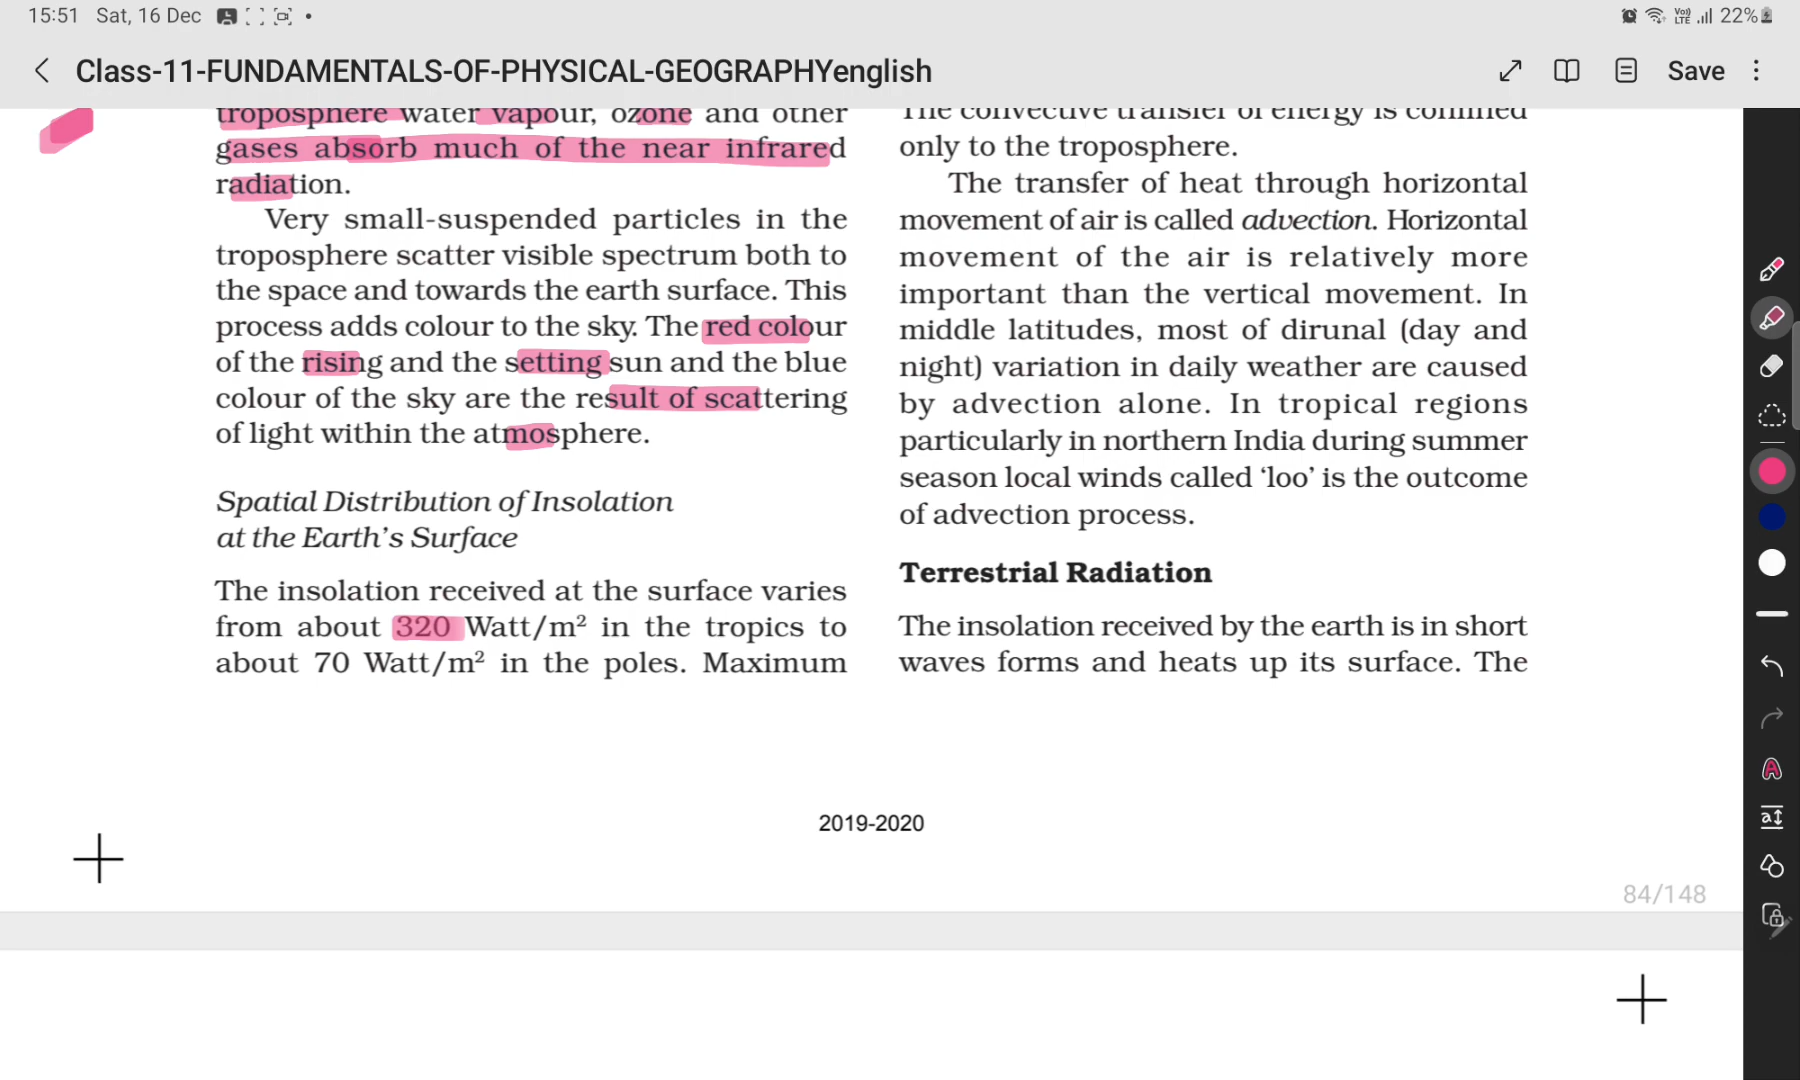 15:51 Sat, 16 Dec
Vo)) LTE 22%
Class-11-FUNDAMENTALS-OF-PHYSICAL-GEOGRAPHYenglish
Save
troposphere water vapour, ozone and other
gases absorb much of the near infrared
radiation.
Very small-suspended particles in the
troposphere scatter visible spectrum both to
the space and towards the earth surface. This
process adds colour to the sky. The red colour
of the rising and the setting sun and the blue
colour of the sky are the result of scattering
of light within the atmosphere.
Spatial Distribution of Insolation
at the Earth's Surface
The insolation received at the surface varies
from about 320 Watt/m² in the tropics to
about 70 Watt/m² in the poles. Maximum
The convective transfer of energy is confined
only to the troposphere.
The transfer of heat through horizontal
movement of air is called advection. Horizontal
movement of the air is relatively more
important than the vertical movement. In
middle latitudes, most of dirunal (day and
night) variation in daily weather are caused
by advection alone. In tropical regions
particularly in northern India during summer
season local winds called ‘loo’ is the outcome
of advection process.
Terrestrial Radiation
The insolation received by the earth is in short
waves forms and heats up its surface. The
2019-2020
84/148